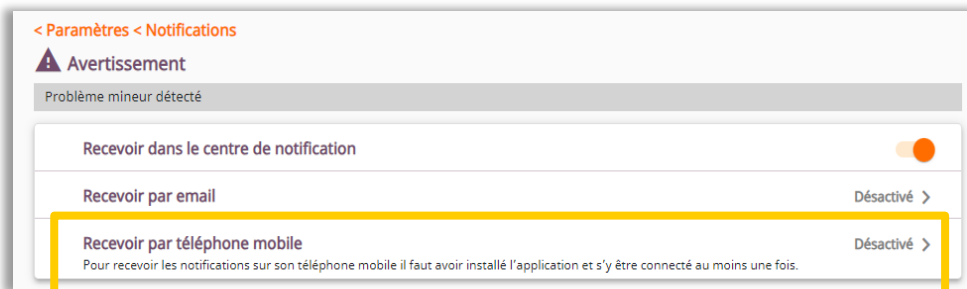 < Paramètres < Notifications
Avertissement
Problème mineur détecté
Recevoir dans le centre de notification
Recevoir par email Désactivé >
Recevoir par téléphone mobile Désactivé >
Pour recevoir les notifications sur son téléphone mobile il faut avoir installé l'application et s'y être connecté au moins une fois.